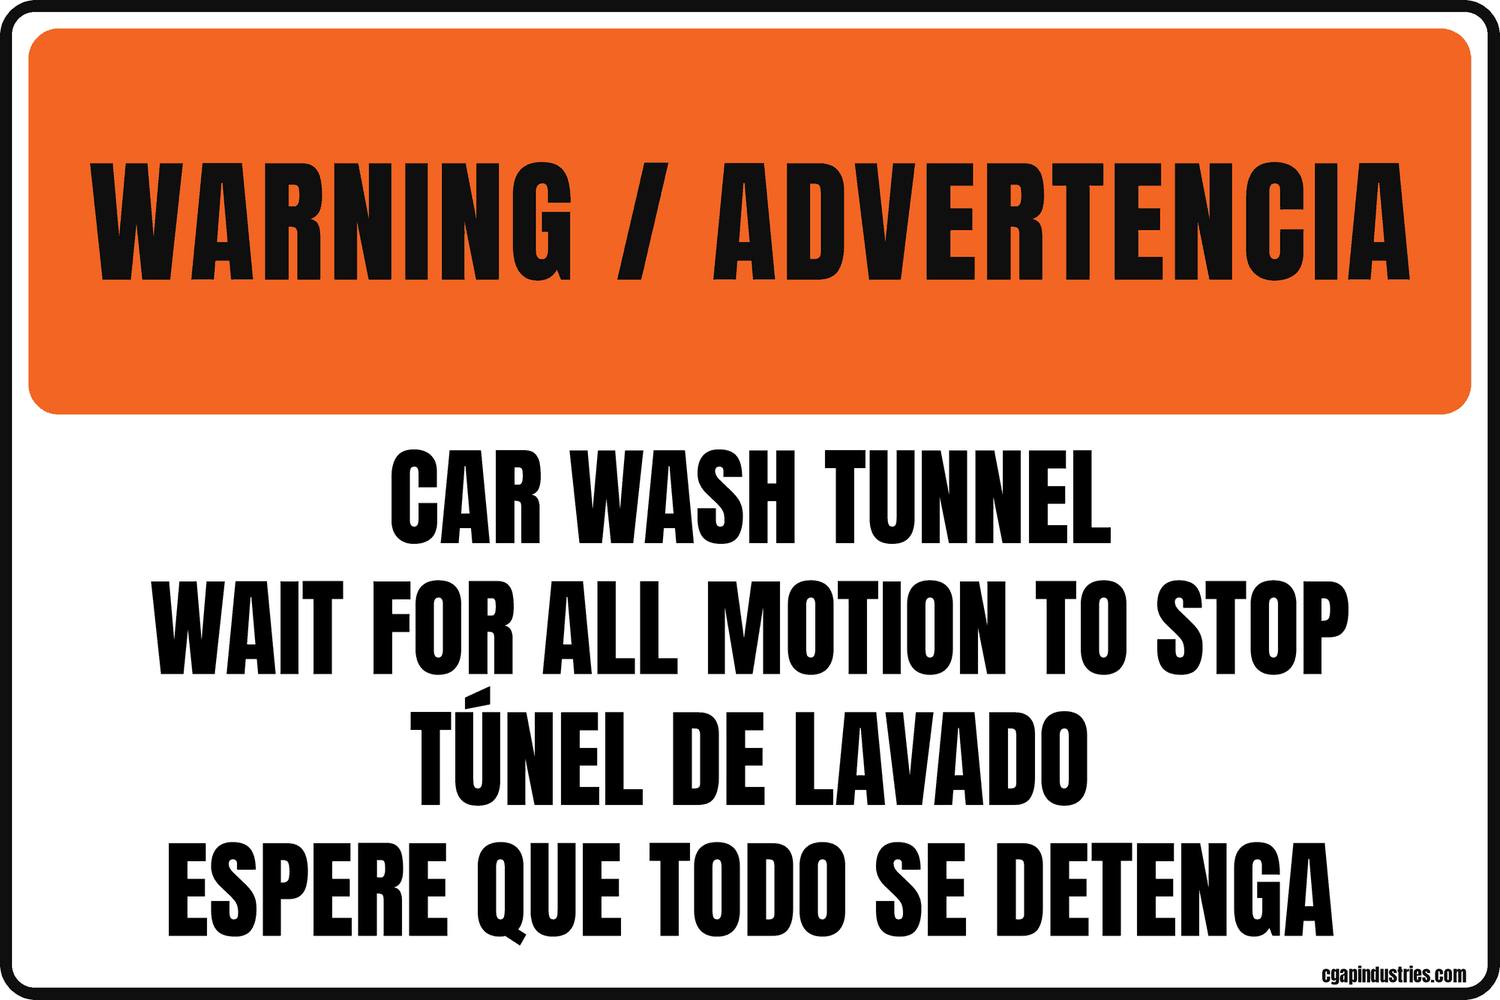 WARNING / ADVERTENCIA
CAR WASH TUNNEL
WAIT FOR ALL MOTION TO STOP
TÚNEL DE LAVADO
ESPERE QUE TODO SE DETENGA
cgapindustries.com